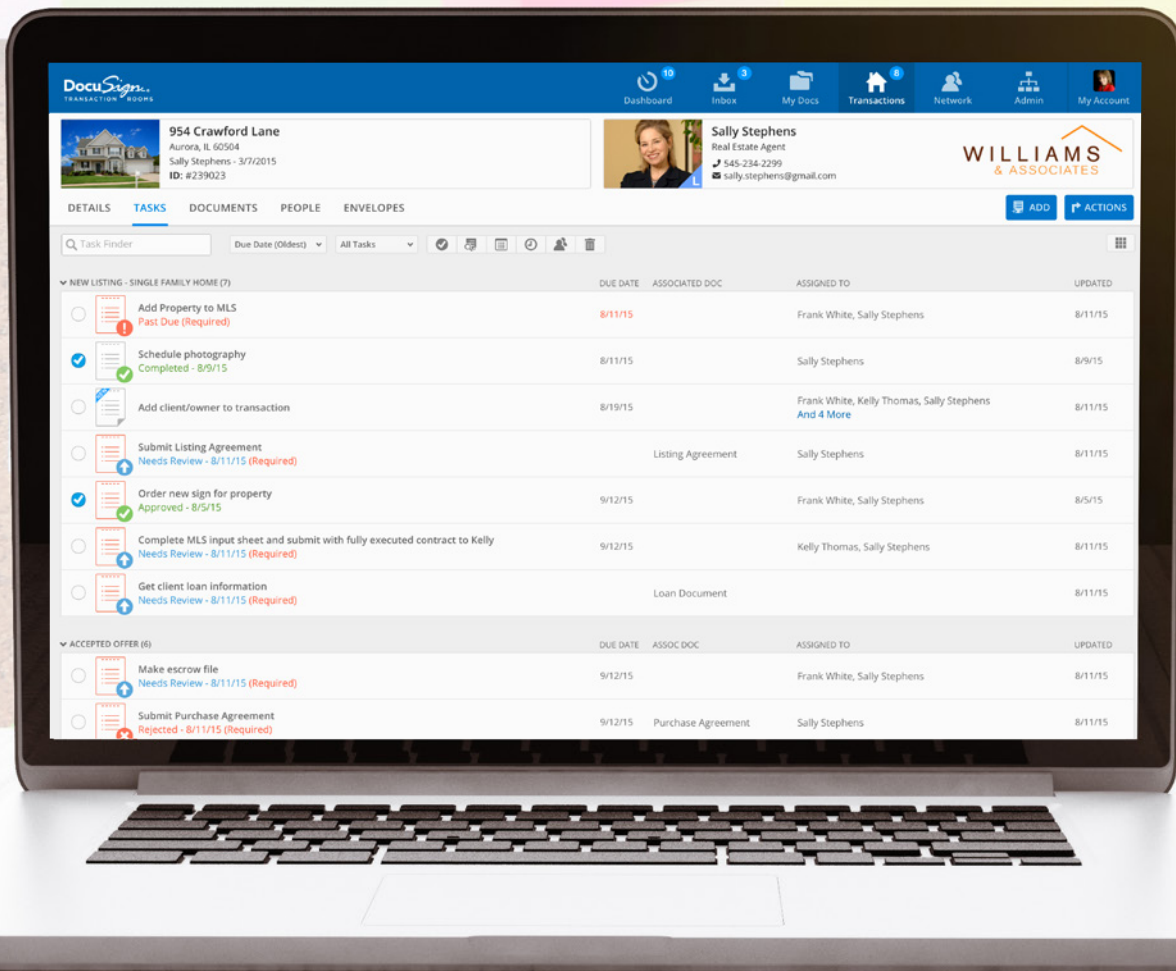 DocuSign
TRANSACTION ROOMS
10
Dashboard
3
Inbox
My Docs
8
Transactions
Network
Admin
My Account
954 Crawford Lane
Aurora, IL 60504
Sally Stephens - 3/7/2015
ID: #239023
L
Sally Stephens
Real Estate Agent
545-234-2299
sally.stephens@gmail.com
WILLIAMS
& ASSOCIATES
DETAILS TASKS DOCUMENTS PEOPLE ENVELOPES
ADD ACTIONS
Task Finder Due Date (Oldest) All Tasks
NEW LISTING - SINGLE FAMILY HOME (7) DUE DATE ASSOCIATED DOC ASSIGNED TO UPDATED
Add Property to MLS
Past Due (Required)
8/11/15 Frank White, Sally Stephens 8/11/15
Schedule photography
Completed - 8/9/15
8/11/15 Sally Stephens 8/9/15
NEW
Add client/owner to transaction
8/19/15 Frank White, Kelly Thomas, Sally Stephens
And 4 More
8/11/15
Submit Listing Agreement
Needs Review - 8/11/15 (Required)
Listing Agreement Sally Stephens 8/11/15
Order new sign for property
Approved - 8/5/15
9/12/15 Frank White, Sally Stephens 8/5/15
Complete MLS input sheet and submit with fully executed contract to Kelly
Needs Review - 8/11/15 (Required)
9/12/15 Kelly Thomas, Sally Stephens 8/11/15
Get client loan information
Needs Review - 8/11/15 (Required)
Loan Document 8/11/15
ACCEPTED OFFER (6) DUE DATE ASSOC DOC ASSIGNED TO UPDATED
Make escrow file
Needs Review - 8/11/15 (Required)
9/12/15 Frank White, Sally Stephens 8/11/15
Submit Purchase Agreement
Rejected - 8/11/15 (Required)
9/12/15 Purchase Agreement Sally Stephens 8/11/15